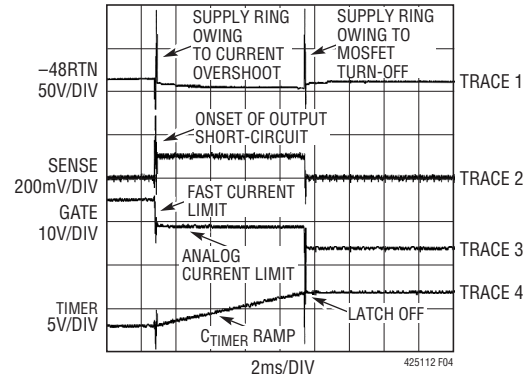 SUPPLY RING
OWING
TO CURRENT
OVERSHOOT
SUPPLY RING
OWING TO
MOSFET
TURN-OFF
–48RTN
50V/DIV
TRACE 1
ONSET OF OUTPUT
SHORT-CIRCUIT
SENSE
200mV/DIV
TRACE 2
GATE
10V/DIV
FAST CURRENT
LIMIT
ANALOG
CURRENT LIMIT
TRACE 3
TRACE 4
LATCH OFF
TIMER
5V/DIV
CTIMER RAMP
2ms/DIV
425112 F04